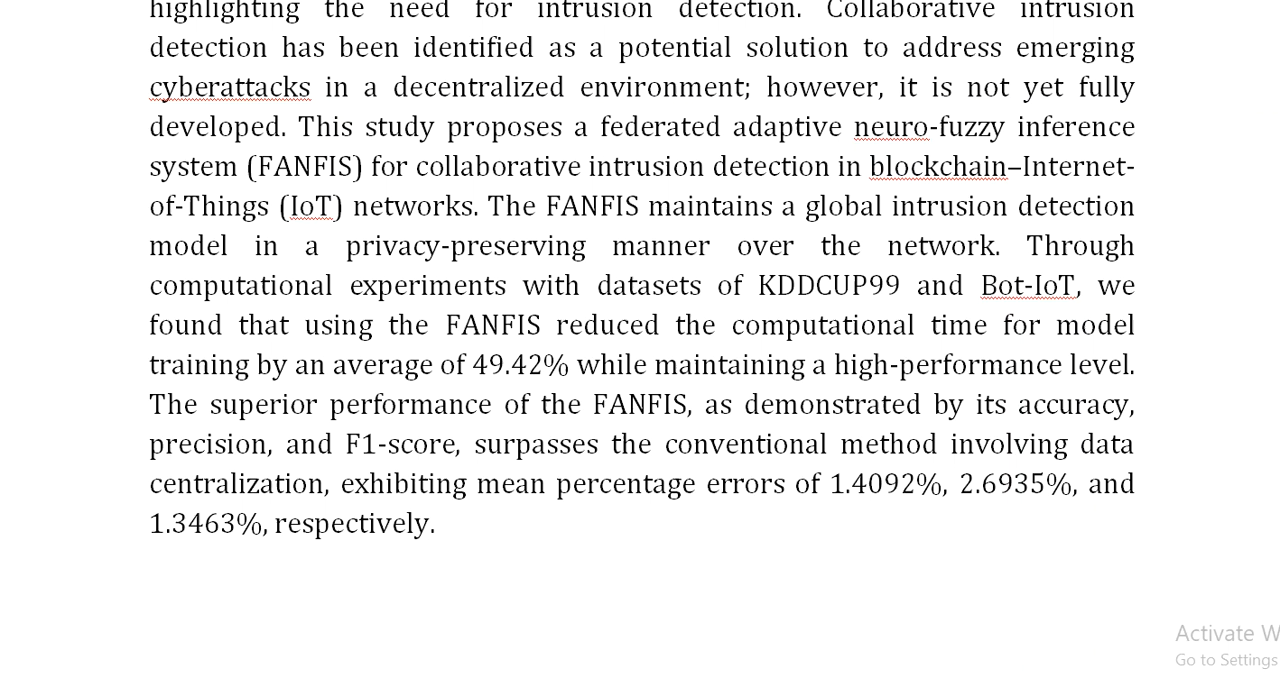 highlighting the need for intrusion detection. Collaborative intrusion
detection has been identified as a potential solution to address emerging
cyberattacks in a decentralized environment; however, it is not yet fully
developed. This study proposes a federated adaptive neuro-fuzzy inference
system (FANFIS) for collaborative intrusion detection in blockchain–Internet-
of-Things (IoT) networks. The FANFIS maintains a global intrusion detection
model in a privacy-preserving manner over the network. Through
computational experiments with datasets of KDDCUP99 and Bot-IoT, we
found that using the FANFIS reduced the computational time for model
training by an average of 49.42% while maintaining a high-performance level.
The superior performance of the FANFIS, as demonstrated by its accuracy,
precision, and F1-score, surpasses the conventional method involving data
centralization, exhibiting mean percentage errors of 1.4092%, 2.6935%, and
1.3463%, respectively.
Activate W
Go to Settings